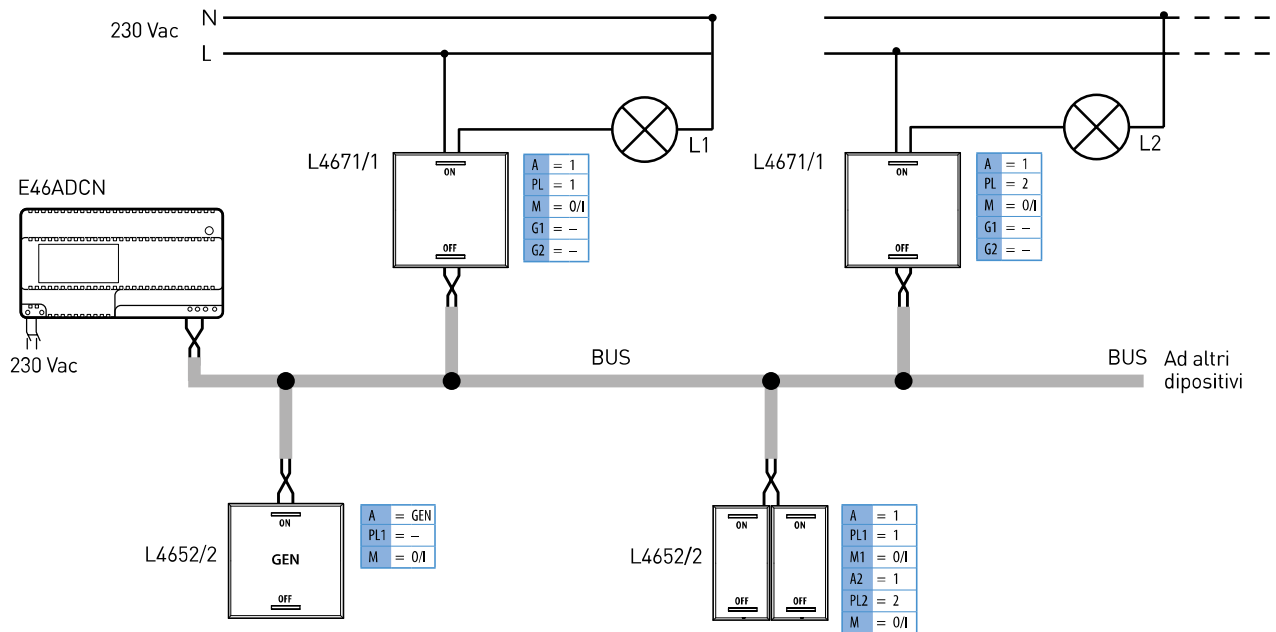 230 Vac
N
L
L4671/1
ON
OFF
A = 1
PL = 1
M = 0/I
G1 = –
G2 = –
L1
L4671/1
ON
OFF
A = 1
PL = 2
M = 0/I
G1 = –
G2 = –
L2
E46ADCN
230 Vac
BUS
BUS
Ad altri
dipositivi
L4652/2
ON
GEN
OFF
A = GEN
PL1 = –
M = 0/I
L4652/2
ON
OFF
ON
OFF
A = 1
PL1 = 1
M1 = 0/I
A2 = 1
PL2 = 2
M = 0/I